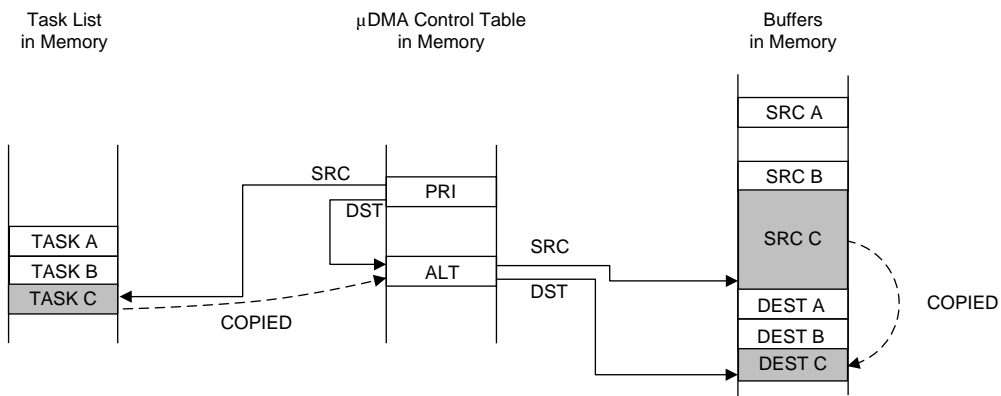 Task List
in Memory
µDMA Control Table
in Memory
Buffers
in Memory
SRC A
SRC B
SRC
PRI
DST
SRC C
TASK A
TASK B
TASK C
ALT
SRC
DST
COPIED
DEST A
DEST B
DEST C
COPIED